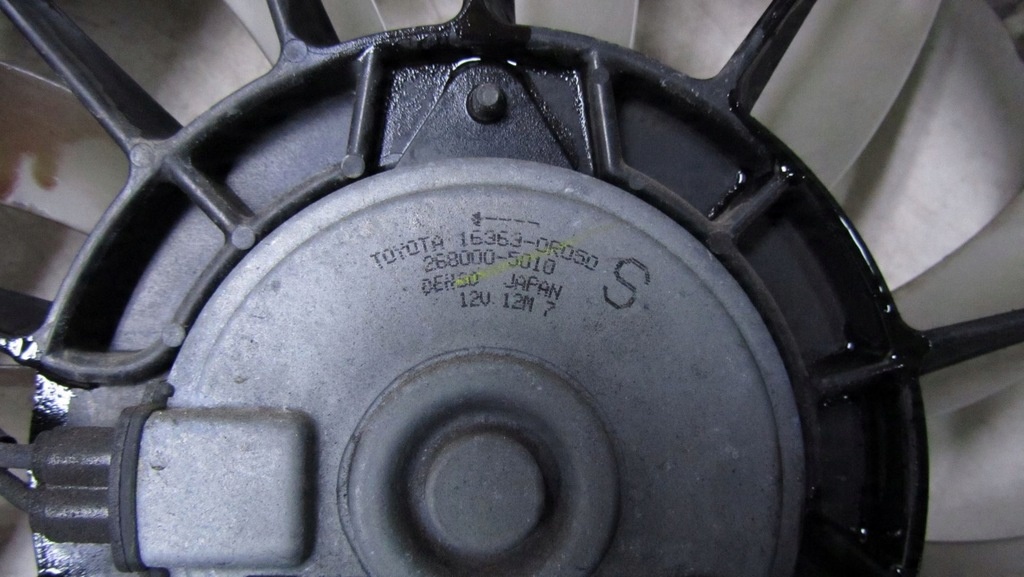 TOYOTA 16363-0R050
268000-5010
DENSO JAPAN
12V 12M 7
S